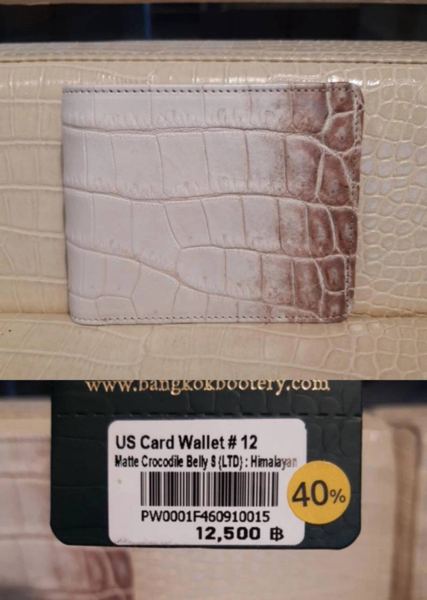 www.bangkokbootery.com
US Card Wallet # 12
Matte Crocodile Belly $ {LTD} : Himalayan
40%
PW0001F460910015
12,500 ฿